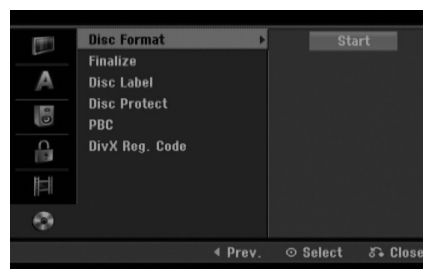 Disc Format Start
Finalize
Disc Label
Disc Protect
PBC
DivX Reg. Code
A
Prev. Select Close